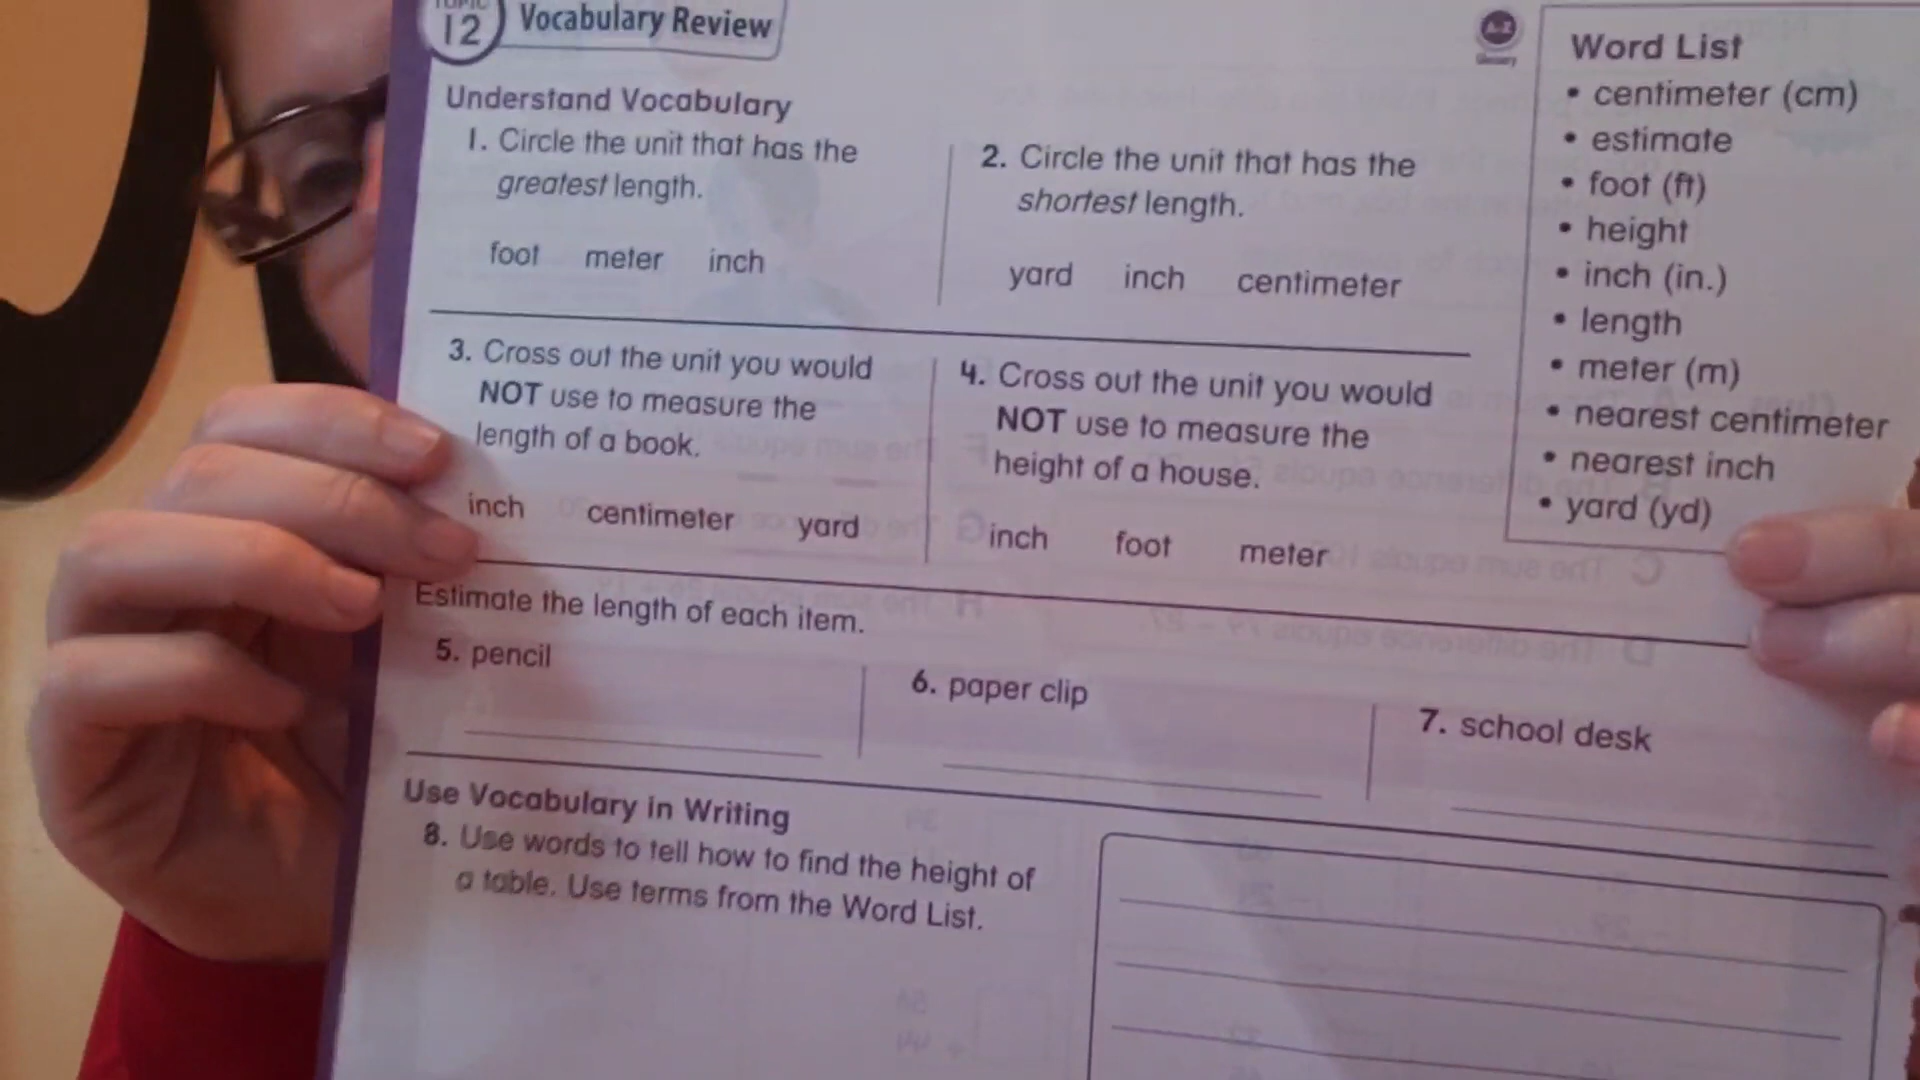 TOPIC
12
Vocabulary Review
A-Z
Glossary
Understand Vocabulary
1. Circle the unit that has the
greatest length.
foot meter inch
2. Circle the unit that has the
shortest length.
yard inch centimeter
3. Cross out the unit you would
NOT use to measure the
length of a book.
inch centimeter yard
4. Cross out the unit you would
NOT use to measure the
height of a house.
inch foot meter
Word List
• centimeter (cm)
• estimate
• foot (ft)
• height
• inch (in.)
• length
• meter (m)
• nearest centimeter
• nearest inch
• yard (yd)
Estimate the length of each item.
5. pencil
6. paper clip
7. school desk
Use Vocabulary in Writing
8. Use words to tell how to find the height of
a table. Use terms from the Word List.